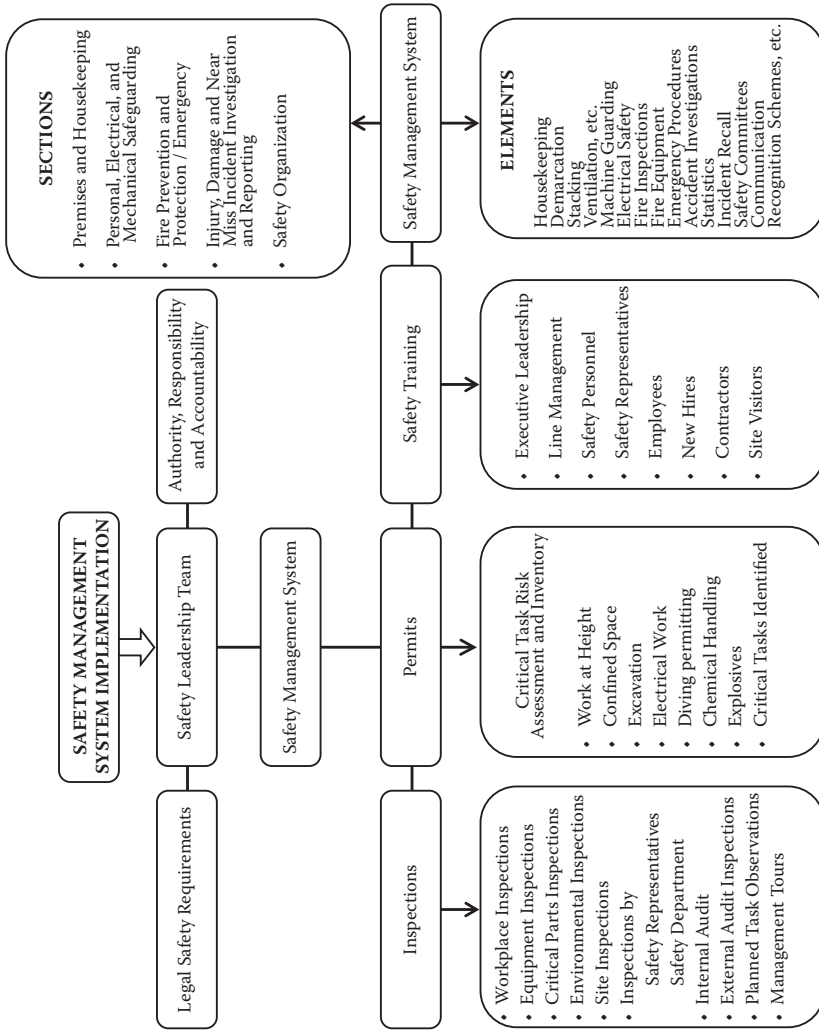 SAFETY MANAGEMENT
SYSTEM IMPLEMENTATION
Legal Safety Requirements
Safety Leadership Team
Authority, Responsibility
and Accountability
Safety Management System
SECTIONS
• Premises and Housekeeping
• Personal, Electrical, and
Mechanical Safeguarding
• Fire Prevention and
Protection / Emergency
• Injury, Damage and Near
Miss Incident Investigation
and Reporting
• Safety Organization
Inspections
Permits
Safety Training
Safety Management System
• Workplace Inspections
• Equipment Inspections
• Critical Parts Inspections
• Environmental Inspections
• Site Inspections
• Inspections by
Safety Representatives
Safety Department
• Internal Audit
• External Audit Inspections
• Planned Task Observations
• Management Tours
Critical Task Risk
Assessment and Inventory
• Work at Height
• Confined Space
• Excavation
• Electrical Work
• Diving permitting
• Chemical Handling
• Explosives
• Critical Tasks Identified
• Executive Leadership
• Line Management
• Safety Personnel
• Safety Representatives
• Employees
• New Hires
• Contractors
• Site Visitors
ELEMENTS
Housekeeping
Demarcation
Stacking
Ventilation, etc.
Machine Guarding
Electrical Safety
Fire Inspections
Fire Equipment
Emergency Procedures
Accident Investigations
Statistics
Incident Recall
Safety Committees
Communication
Recognition Schemes, etc.